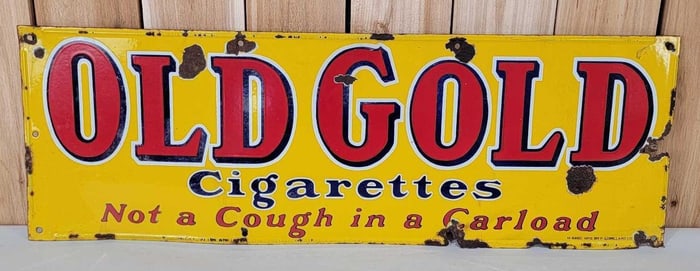 OLD GOLD
Cigarettes
Not a Cough in a Carload